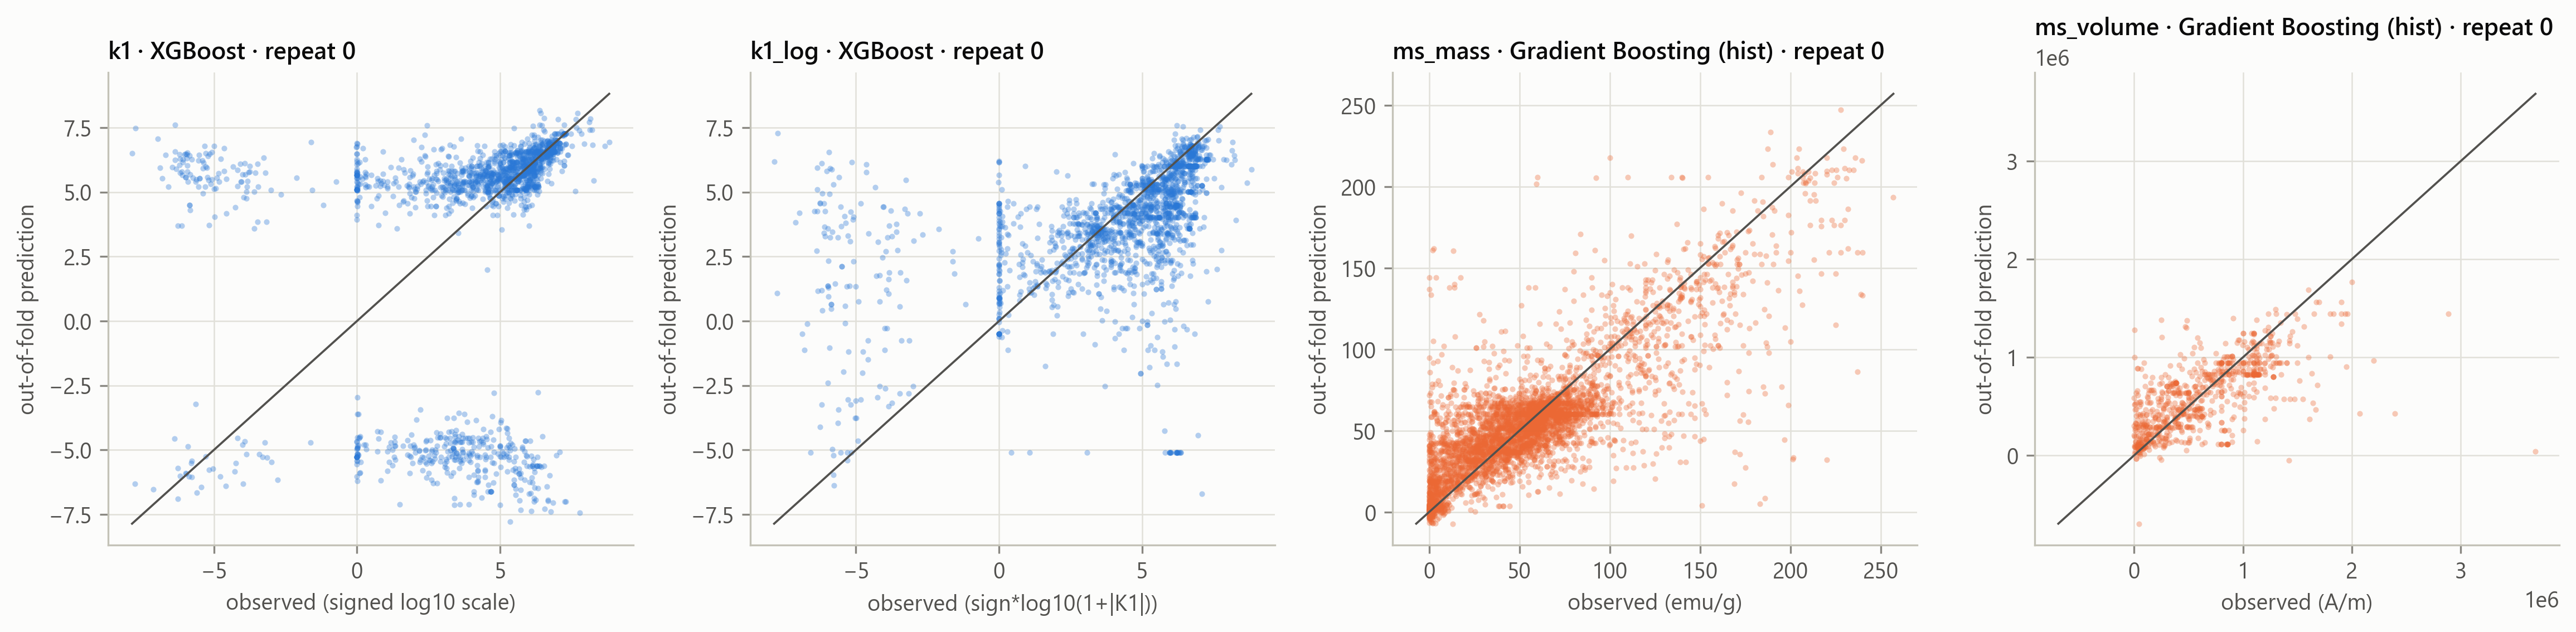 k1 · XGBoost · repeat 0
7.5
5.0
2.5
0.0
−2.5
−5.0
−7.5
out-of-fold prediction
−5
0
5
observed (signed log10 scale)
k1_log · XGBoost · repeat 0
7.5
5.0
2.5
0.0
−2.5
−5.0
−7.5
out-of-fold prediction
−5
0
5
observed (sign*log10(1+|K1|))
ms_mass · Gradient Boosting (hist) · repeat 0
250
200
150
100
50
0
out-of-fold prediction
0
50
100
150
200
250
observed (emu/g)
ms_volume · Gradient Boosting (hist) · repeat 0
1e6
3
2
1
0
out-of-fold prediction
0
1
2
3
observed (A/m)
1e6